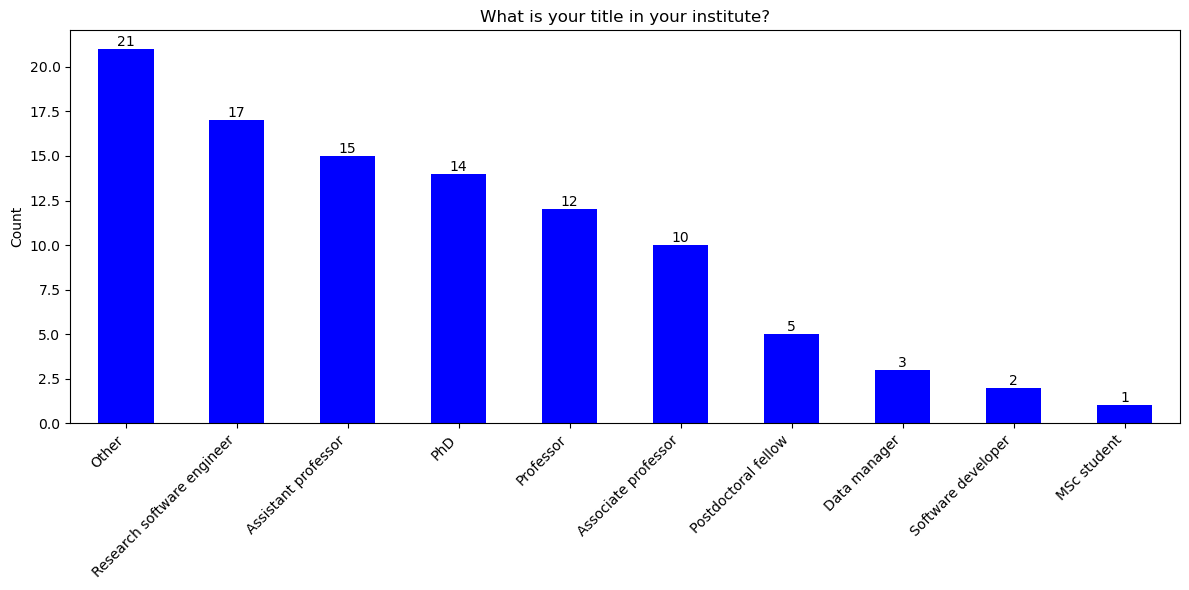 What is your title in your institute?
Count
20.0
17.5
15.0
12.5
10.0
7.5
5.0
2.5
0.0
21
17
15
14
12
10
5
3
2
1
Other
Research software engineer
Assistant professor
PhD
Professor
Associate professor
Postdoctoral fellow
Data manager
Software developer
MSc student